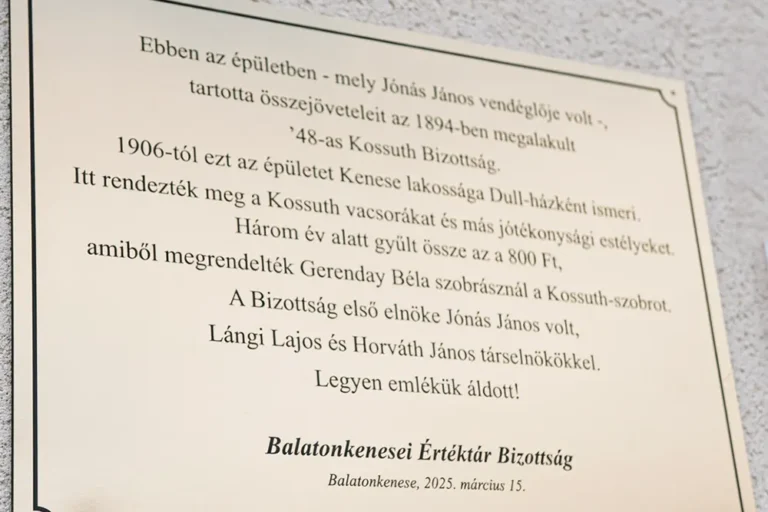 Ebben az épületben - mely Jónás János vendéglője volt -,
tartotta összejöveteleit az 1894-ben megalakult
’48-as Kossuth Bizottság.
1906-tól ezt az épületet Kenese lakossága Dull-házként ismeri.
Itt rendezték meg a Kossuth vacsorákat és más jótékonysági estélyeket.
Három év alatt gyűlt össze az a 800 Ft,
amiből megrendelték Gerenday Béla szobrásznál a Kossuth-szobrot.
A Bizottság első elnöke Jónás János volt,
Lángi Lajos és Horváth János társelnökökkel.
Legyen emlékük áldott!
Balatonkenesei Értéktár Bizottság
Balatonkenese, 2025. március 15.